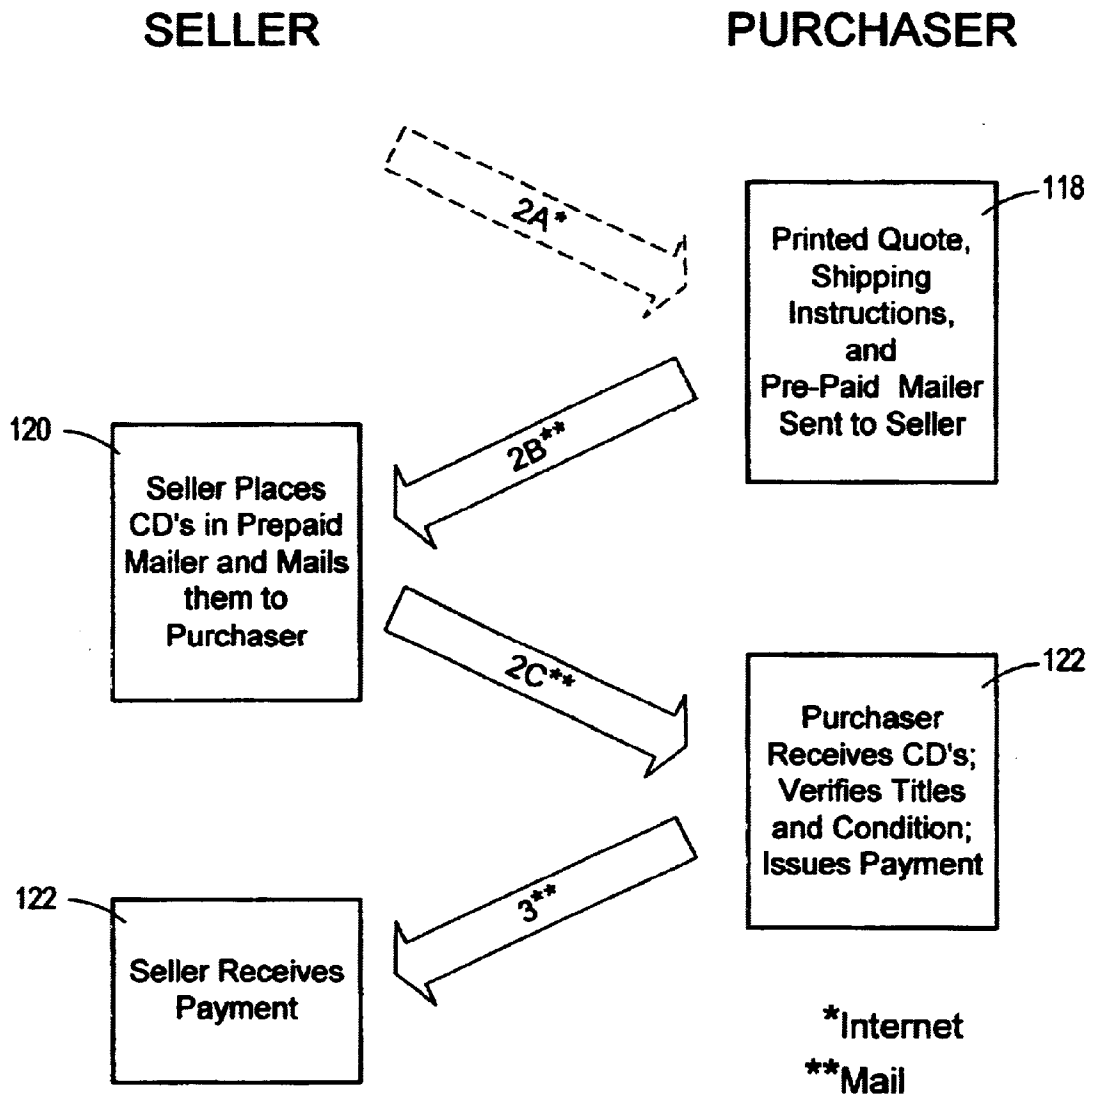 SELLER
PURCHASER
2A*
118
Printed Quote,
Shipping
Instructions,
and
Pre-Paid Mailer
Sent to Seller
2B**
120
Seller Places
CD's in Prepaid
Mailer and Mails
them to
Purchaser
2C**
122
Purchaser
Receives CD's;
Verifies Titles
and Condition;
Issues Payment
3**
122
Seller Receives
Payment
*Internet
**Mail